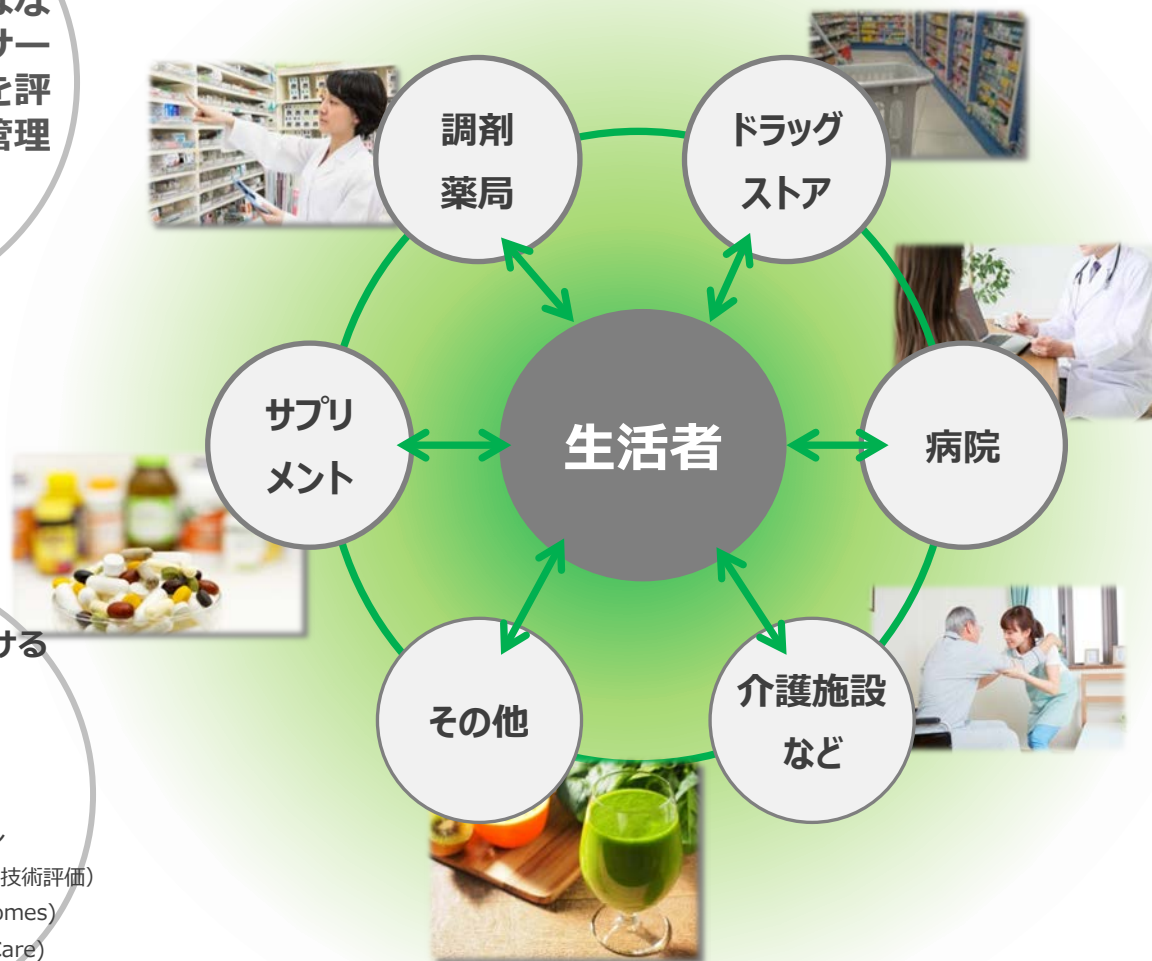 はな
サー
を評
管理
調剤
薬局
ドラッグ
ストア
サプリ
メント
生活者
病院
その他
介護施設
など
ける
技術評価）
omes)
Care)